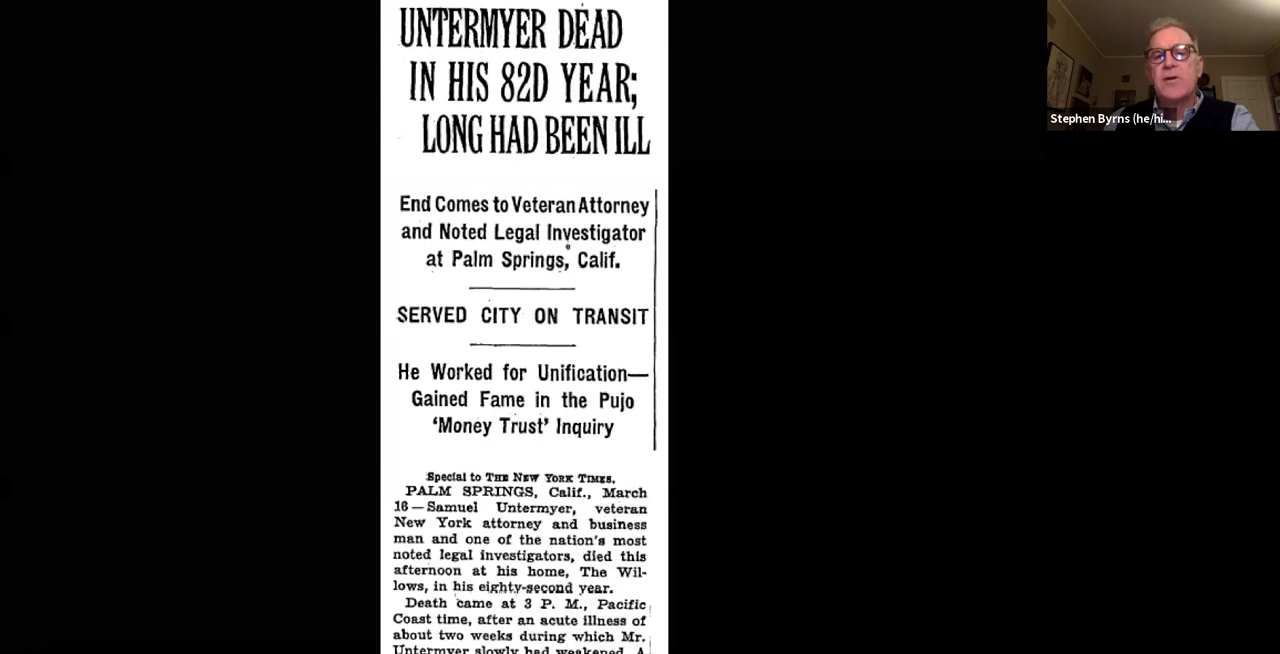 UNTERMYER DEAD
IN HIS 82D YEAR;
LONG HAD BEEN ILL
End Comes to Veteran Attorney
and Noted Legal Investigator
at Palm Springs, Calif.
SERVED CITY ON TRANSIT
He Worked for Unification—
Gained Fame in the Pujo
‘Money Trust’ Inquiry
Special to THE NEW YORK TIMES.
PALM SPRINGS, Calif., March
16—Samuel Untermyer, veteran
New York attorney and business
man and one of the nation's most
noted legal investigators, died this
afternoon at his home, The Wil-
lows, in his eighty-second year.
Death came at 3 P. M., Pacific
Coast time, after an acute illness of
about two weeks during which Mr.
Untermyer slowly had weakened. A
Stephen Byrns (he/hi...